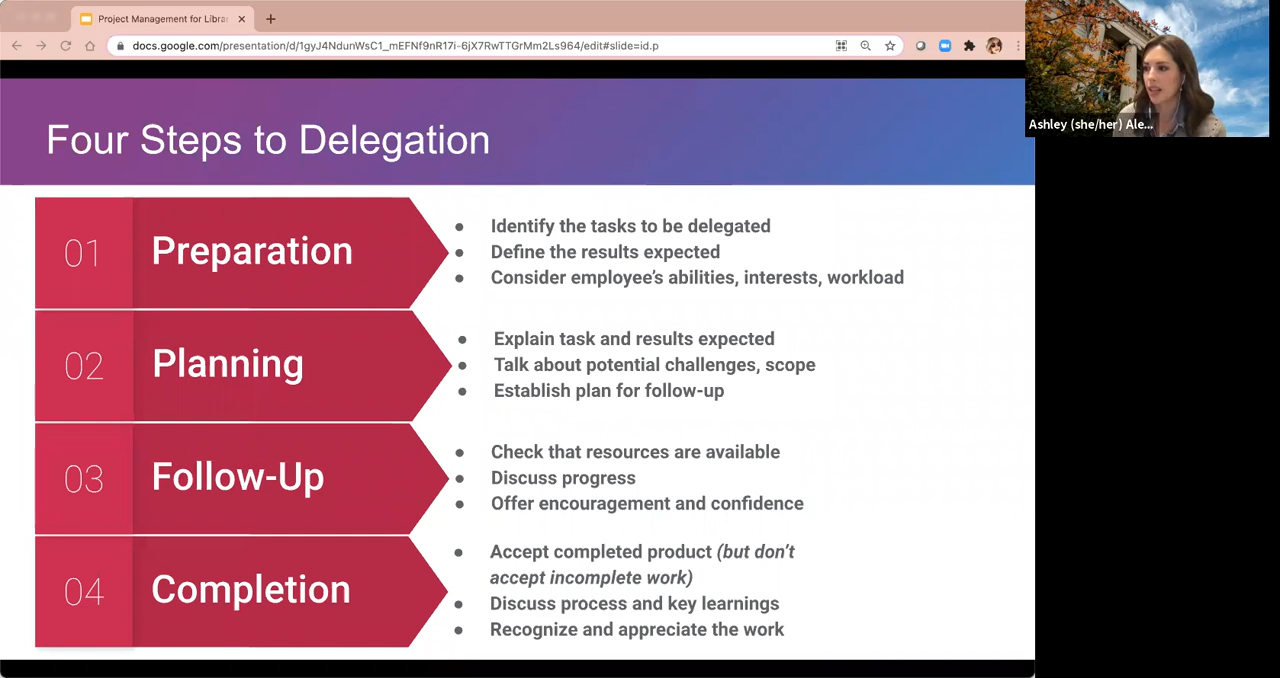 Project Management for Libra
docs.google.com/presentation/d/1gyJ4NdunWsC1_mEFNf9nR17i-6jX7RwTTGrMm2Ls964/edit#slide=id.p
Ashley (she/her) Ale...
Four Steps to Delegation
01
Preparation
● Identify the tasks to be delegated
● Define the results expected
● Consider employee's abilities, interests, workload
02
Planning
● Explain task and results expected
● Talk about potential challenges, scope
● Establish plan for follow-up
03
Follow-Up
● Check that resources are available
● Discuss progress
● Offer encouragement and confidence
04
Completion
● Accept completed product (but don't
accept incomplete work)
● Discuss process and key learnings
● Recognize and appreciate the work